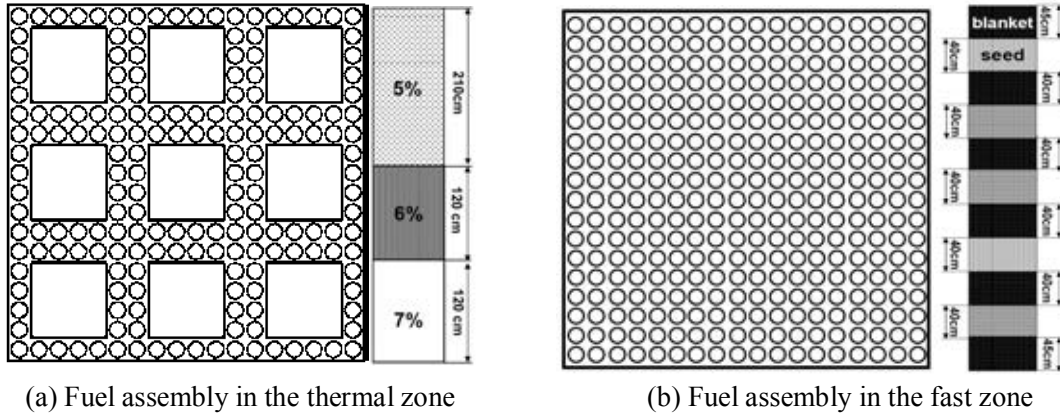 5%
210cm
6%
120 cm
7%
120 cm
(a) Fuel assembly in the thermal zone
blanket
45cm
40cm
seed
40cm
40cm
40cm
40cm
40cm
40cm
40cm
40cm
45cm
(b) Fuel assembly in the fast zone